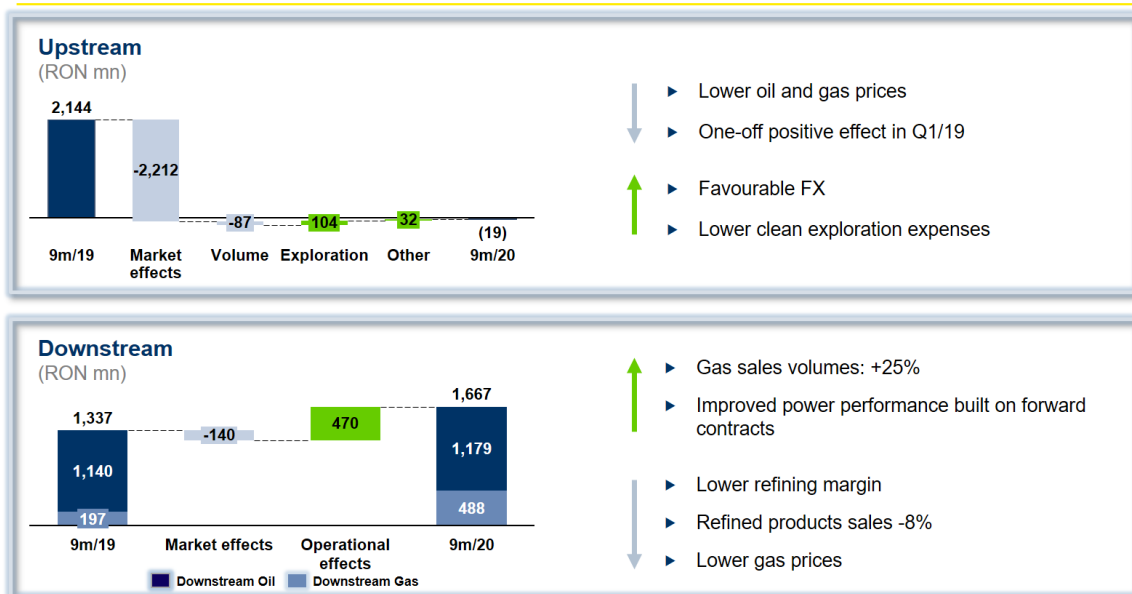 Upstream
(RON mn)
2,144
-2,212
-87
104
32
(19)
9m/19
Market
effects
Volume
Exploration
Other
9m/20
Lower oil and gas prices
One-off positive effect in Q1/19
Favourable FX
Lower clean exploration expenses
Downstream
(RON mn)
1,337
1,140
197
-140
470
1,667
1,179
488
9m/19
Market effects
Operational
effects
9m/20
Downstream Oil
Downstream Gas
Gas sales volumes: +25%
Improved power performance built on forward
contracts
Lower refining margin
Refined products sales -8%
Lower gas prices